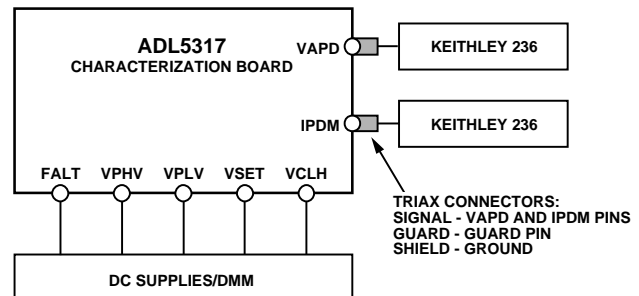 ADL5317
CHARACTERIZATION BOARD
VAPD
KEITHLEY 236
IPDM
KEITHLEY 236
FALT VPHV VPLV VSET VCLH
TRIAX CONNECTORS:
SIGNAL - VAPD AND IPDM PINS
GUARD - GUARD PIN
SHIELD - GROUND
DC SUPPLIES/DMM